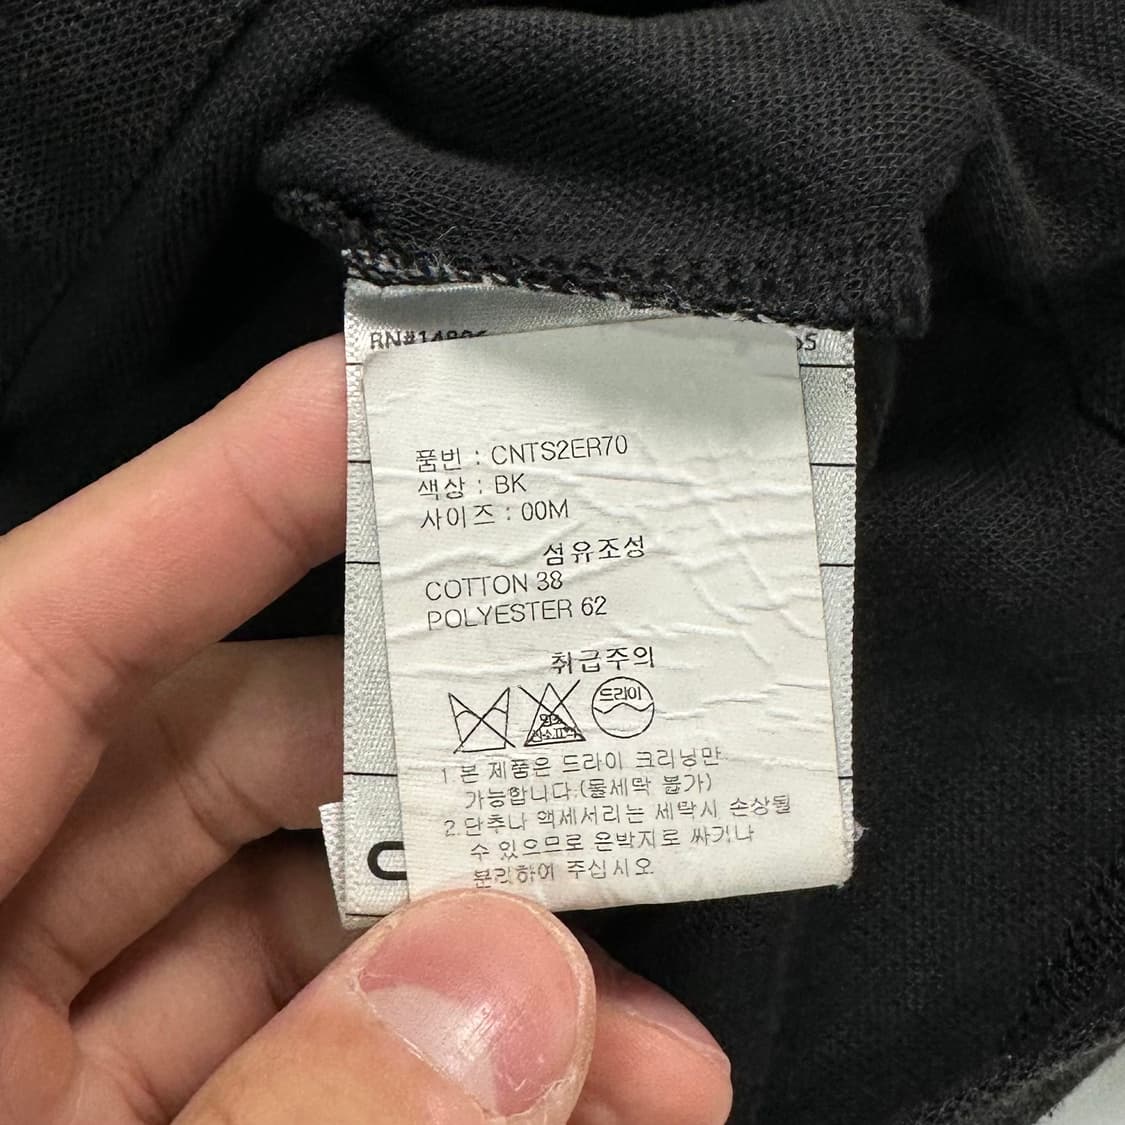 품번 : CNTS2ER70
색상 : BK
사이즈 : 00M
섬유조성
COTTON 38
POLYESTER 62
취급주의
드라이
1 본 제품은 드라이 크리닝만
가능합니다.(물세탁 불가)
2.단추나 액세서리는 세탁시 손상될
수 있으므로 은박지로 싸거나
분리하여 주십시오.